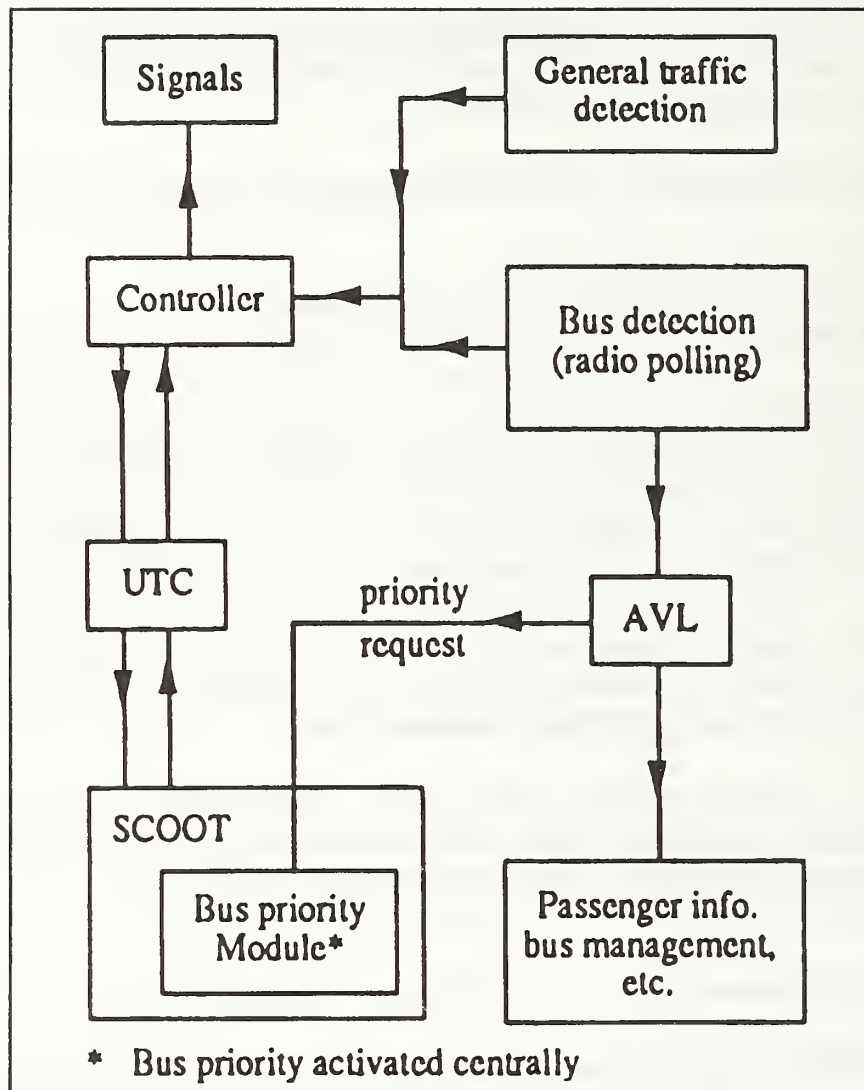 Signals
General traffic
detection
Controller
Bus detection
(radio polling)
UTC
priority
request
AVL
SCOOT
Bus priority
Module*
Passenger info.
bus management,
etc.
* Bus priority activated centrally